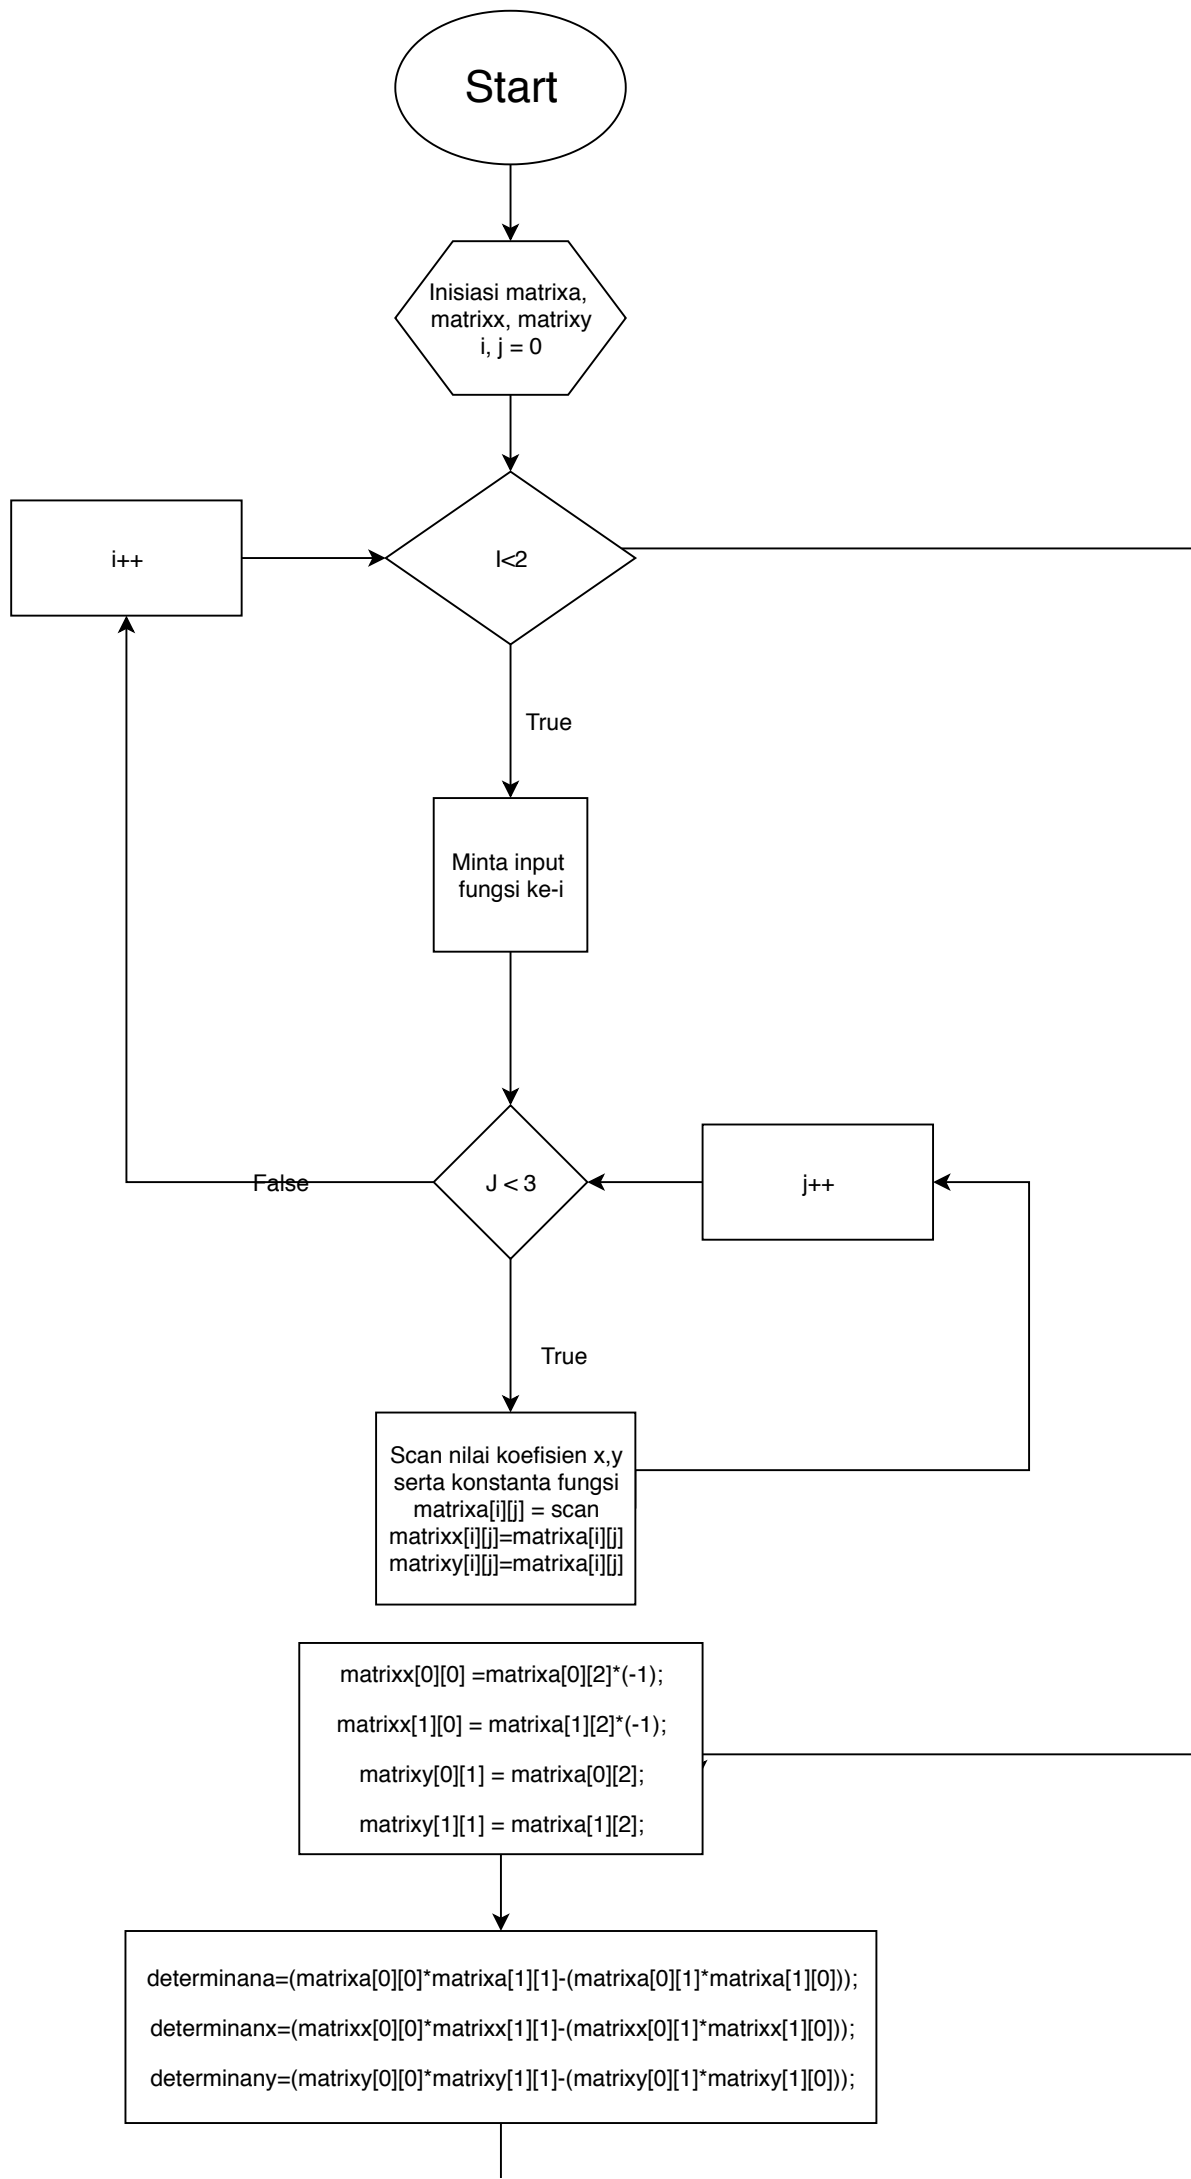 Start
Inisiasi matrixa,
matrixx, matrixy
i, j = 0
i++
I<2
True
Minta input
fungsi ke-i
False
J < 3
j++
True
Scan nilai koefisien x,y
serta konstanta fungsi
matrixa[i][j] = scan
matrixx[i][j]=matrixa[i][j]
matrixy[i][j]=matrixa[i][j]
matrixx[0][0] =matrixa[0][2]*(-1);
matrixx[1][0] = matrixa[1][2]*(-1);
matrixy[0][1] = matrixa[0][2];
matrixy[1][1] = matrixa[1][2];
determinana=(matrixa[0][0]*matrixa[1][1]-(matrixa[0][1]*matrixa[1][0]));
determinanx=(matrixx[0][0]*matrixx[1][1]-(matrixx[0][1]*matrixx[1][0]));
determinany=(matrixy[0][0]*matrixy[1][1]-(matrixy[0][1]*matrixy[1][0]));